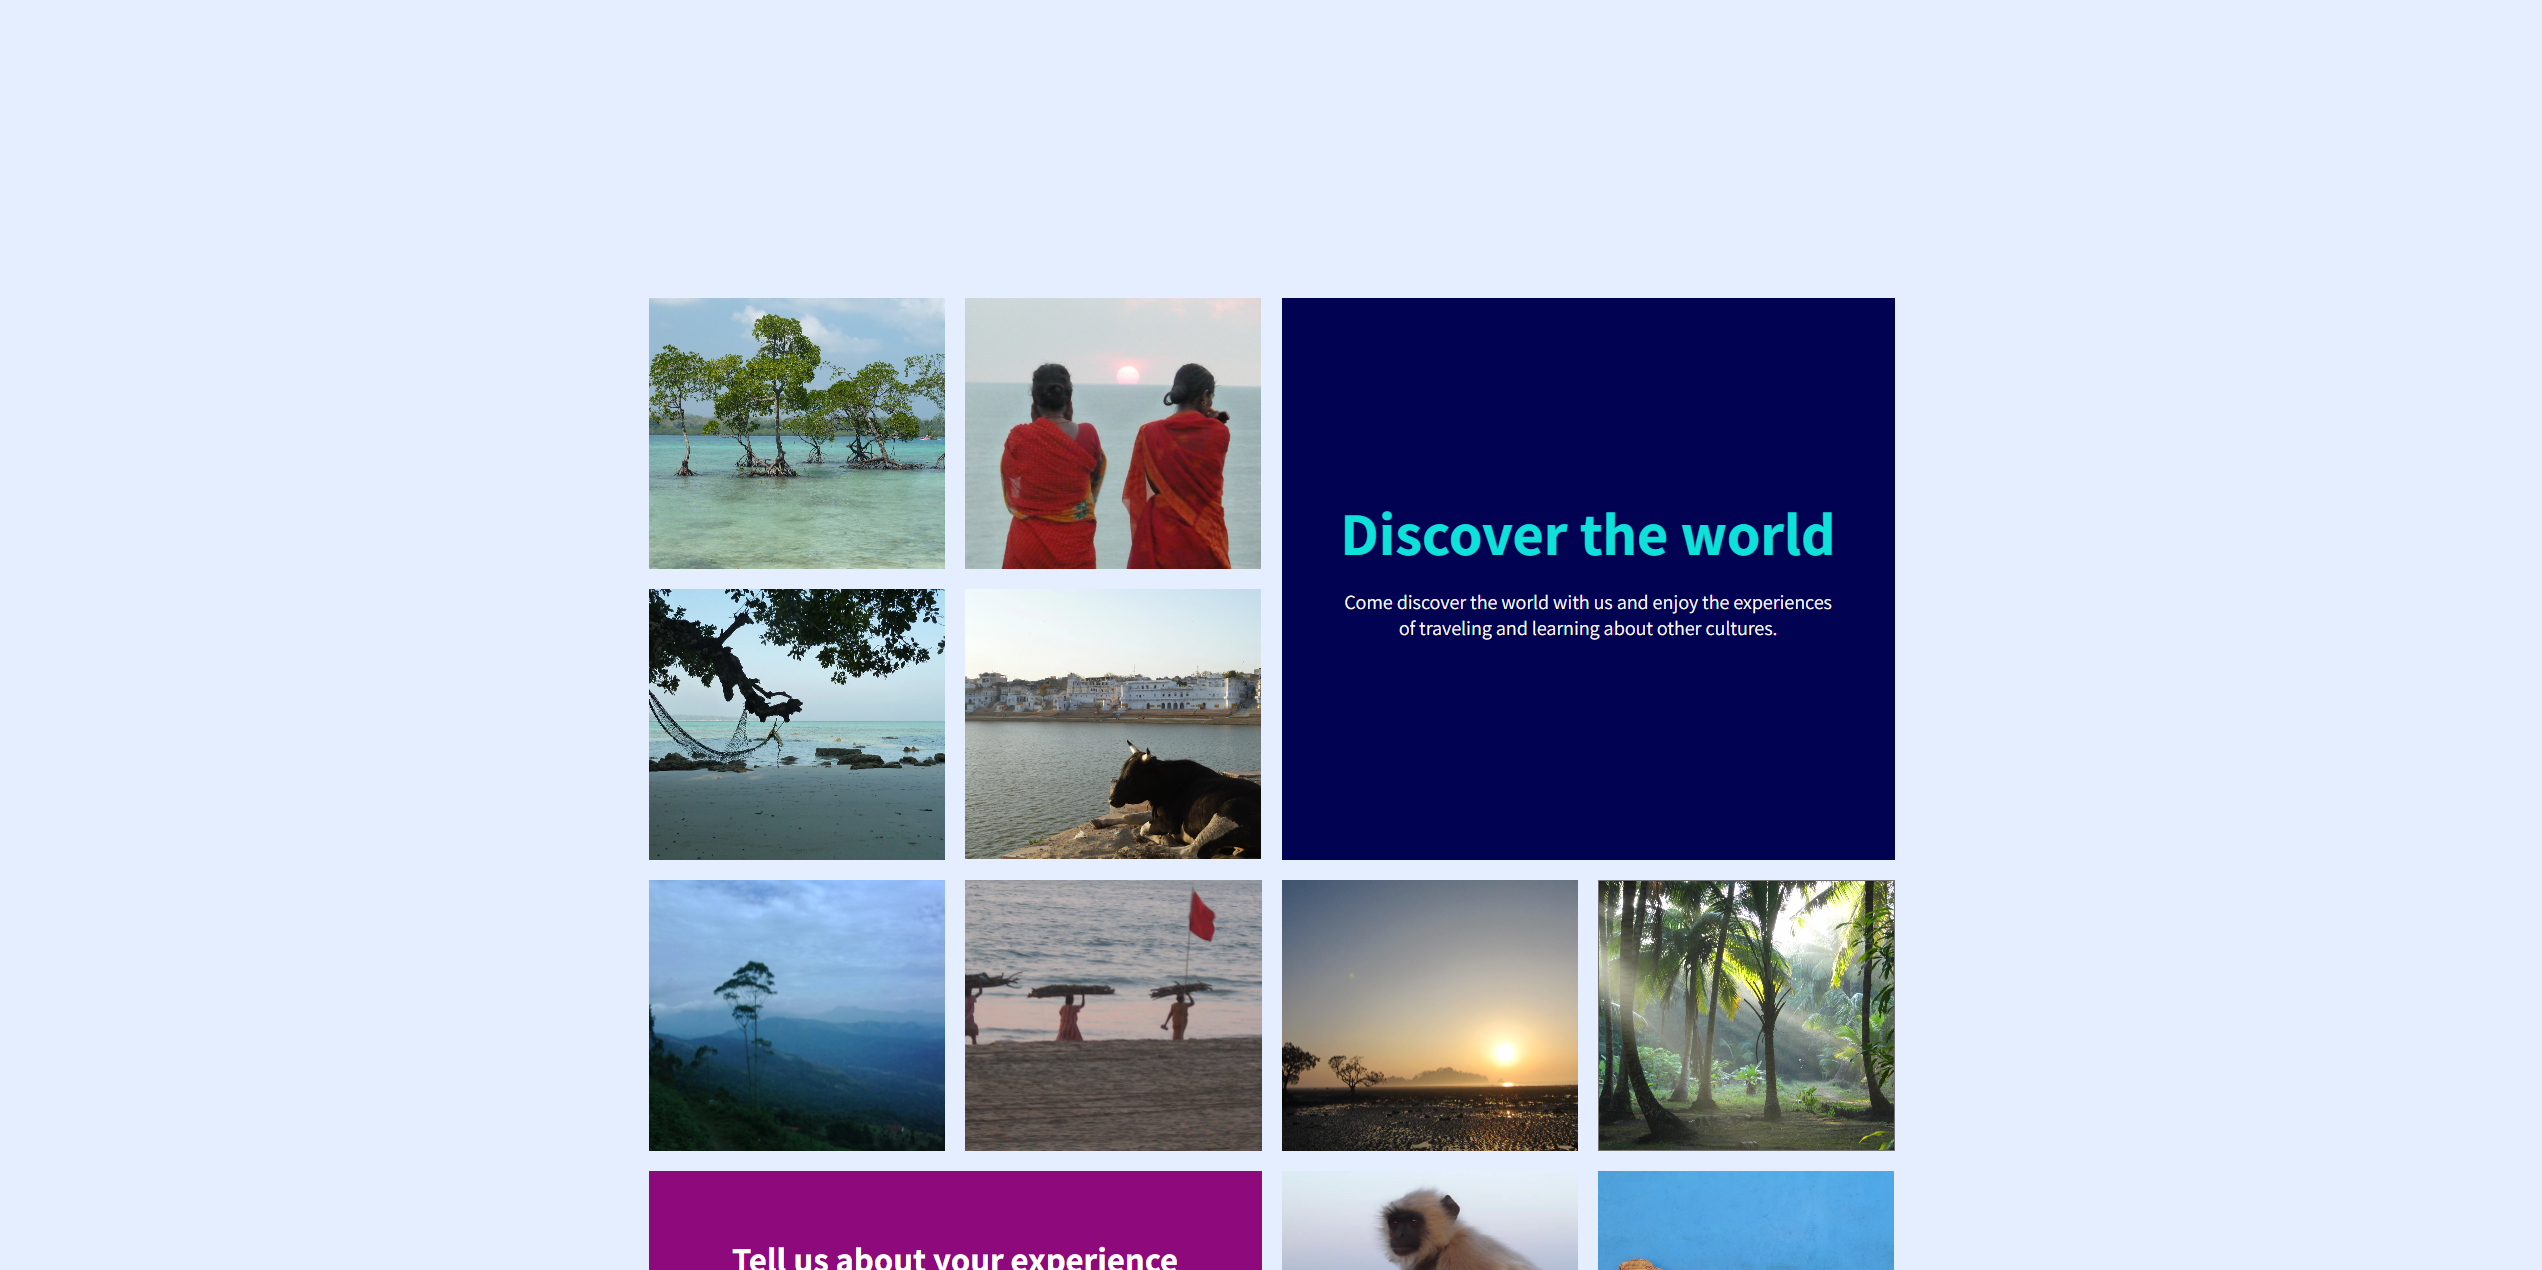 Discover the world
Come discover the world with us and enjoy the experiences
of traveling and learning about other cultures.
Tell us about your experience